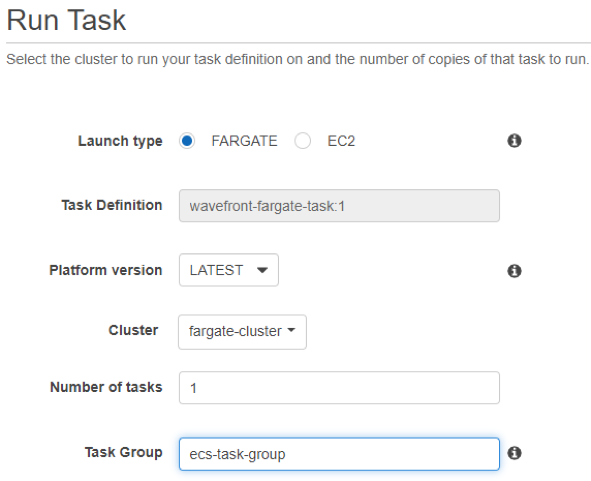 Run Task
Select the cluster to run your task definition on and the number of copies of that task to run.
Launch type FARGATE EC2
Task Definition wavefront-fargate-task:1
Platform version LATEST
Cluster fargate-cluster
Number of tasks 1
Task Group ecs-task-group